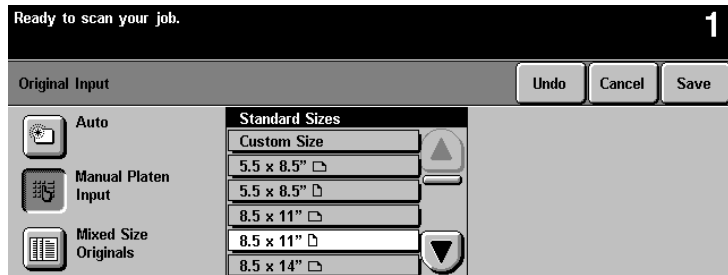 Ready to scan your job.
1
Original Input
Undo
Cancel
Save
Auto
Manual Platen
Input
Mixed Size
Originals
Standard Sizes
Custom Size
5.5 x 8.5”
5.5 x 8.5”
8.5 x 11”
8.5 x 11”
8.5 x 14”